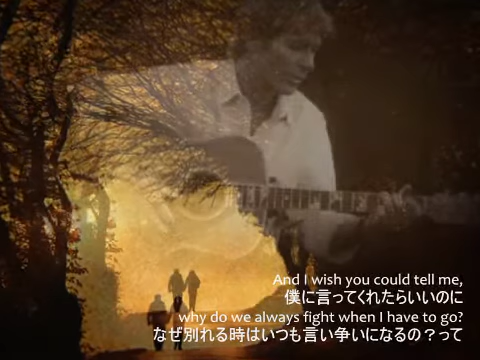 And I wish you could tell me,
僕に言ってくれたらいいのに
why do we always fight when I have to go?
なぜ別れる時はいつも言い争いになるの？って